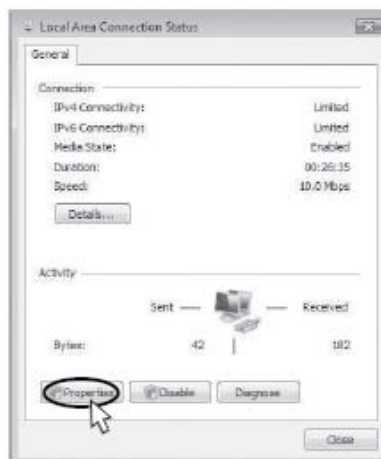 Local Area Connection Status
General
Connection
IPv4 Connectivity: Limited
IPv6 Connectivity: Limited
Media State: Enabled
Duration: 00:26:35
Speed: 10.0 Mbps
Details...
Activity
Sent — — Received
Bytes: 42 | 182
Properties Disable Diagnose
Close